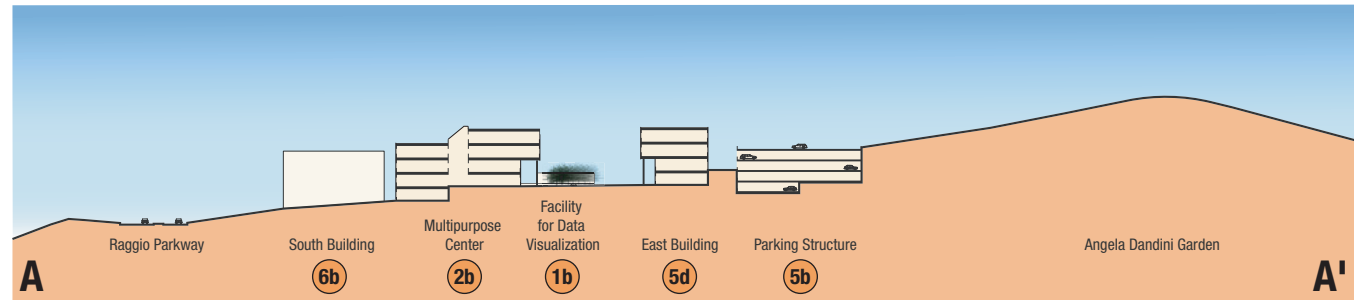 Raggio Parkway
South Building
6b
Multipurpose
Center
2b
Facility
for Data
Visualization
1b
East Building
5d
Parking Structure
5b
Angela Dandini Garden
A
A'